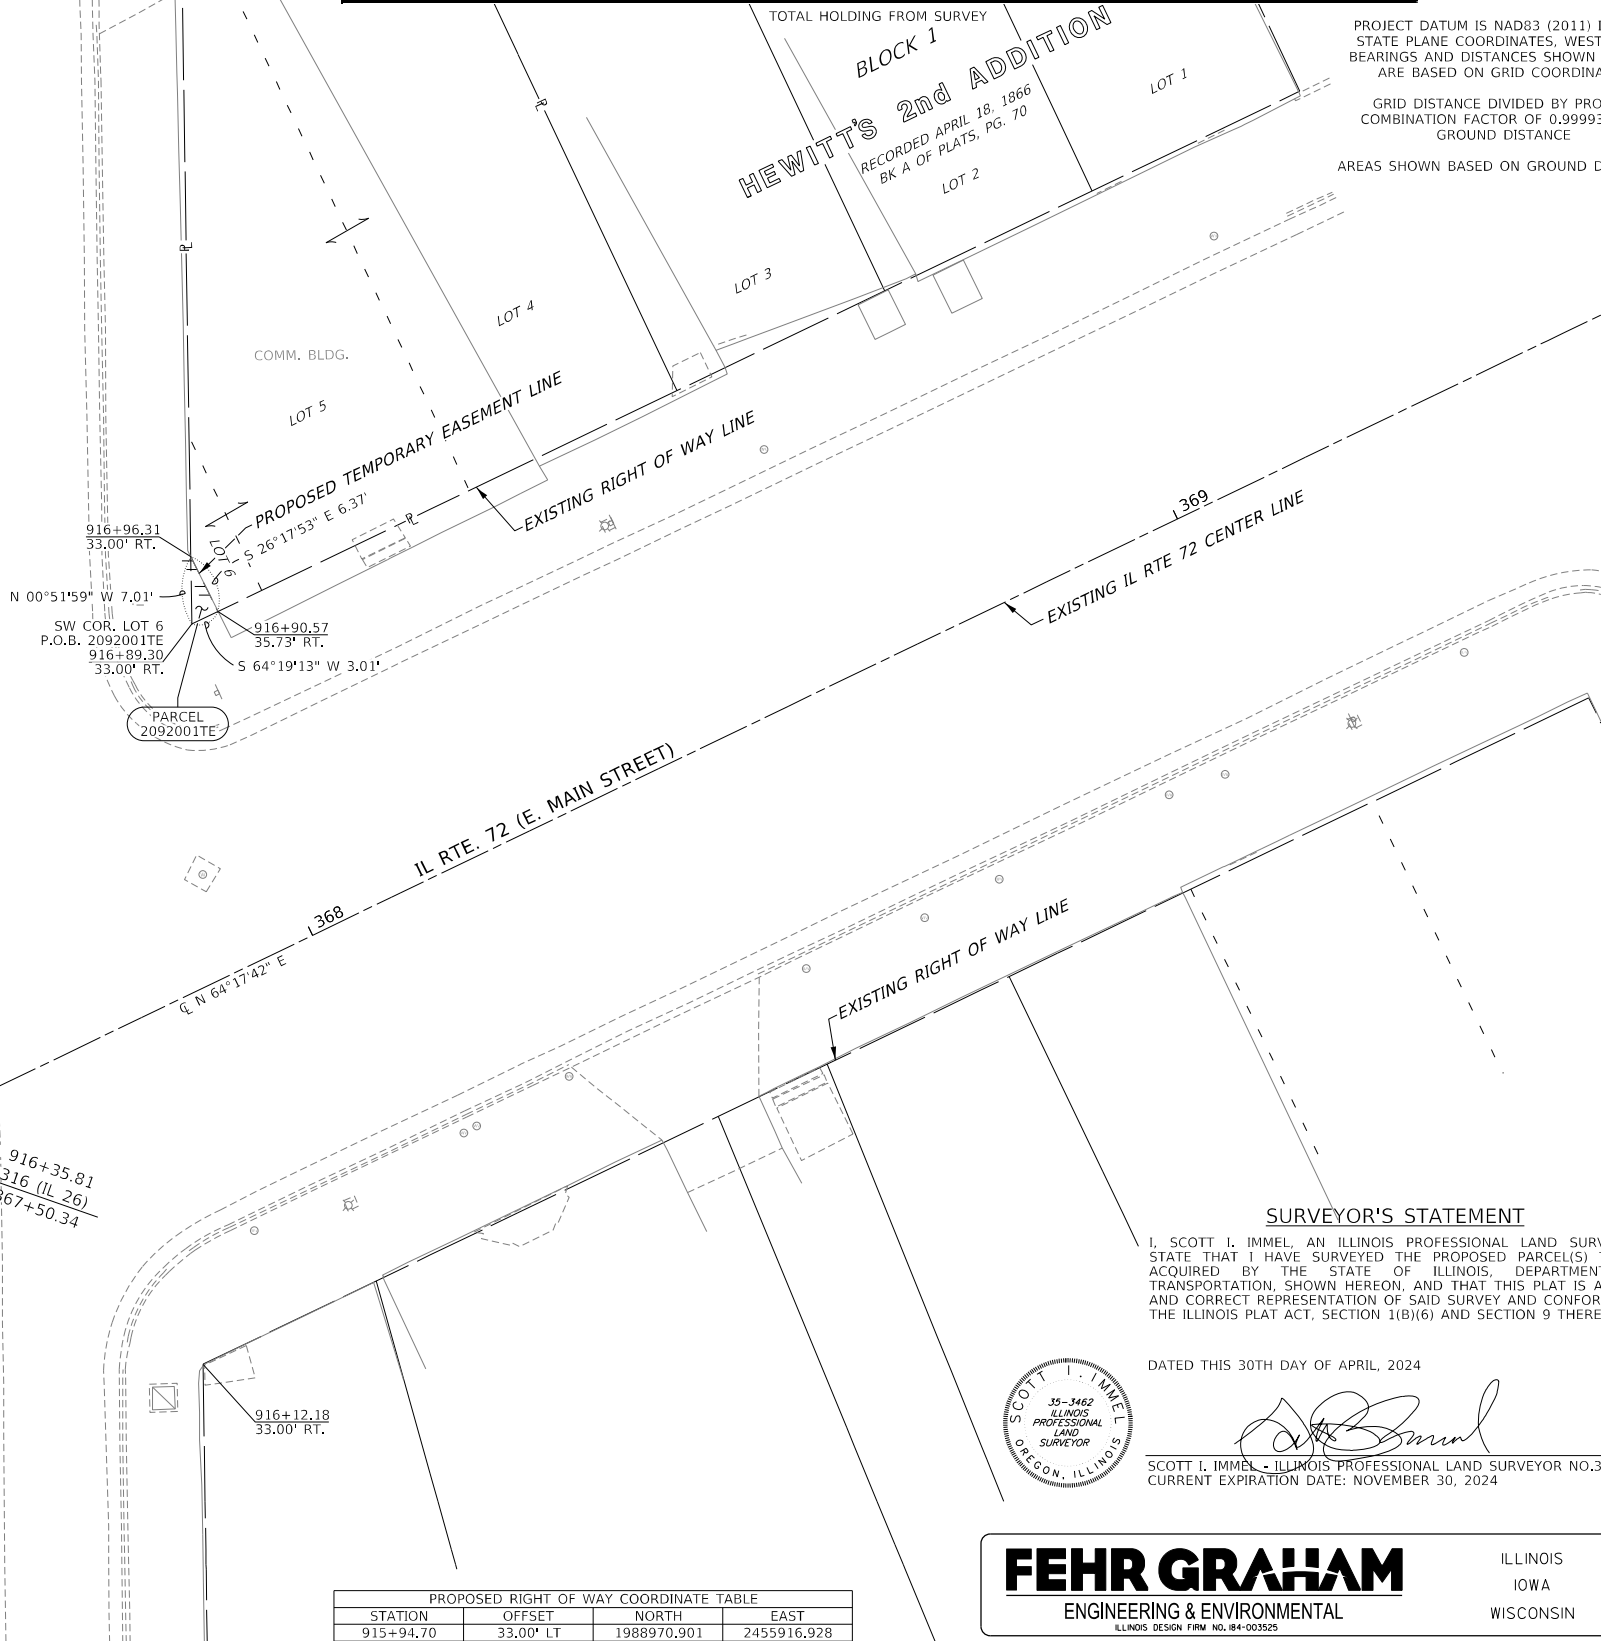 TOTAL HOLDING FROM SURVEY
BLOCK 1
HEWITT'S 2nd ADDITION
RECORDED APRIL 18, 1866
BK A OF PLATS, PG. 70
LOT 1
LOT 2
LOT 3
LOT 4
LOT 5
LOT 6
COMM. BLDG.
PROJECT DATUM IS NAD83 (2011)
STATE PLANE COORDINATES, WEST
BEARINGS AND DISTANCES SHOWN
ARE BASED ON GRID COORDINA
GRID DISTANCE DIVIDED BY PRO
COMBINATION FACTOR OF 0.9999
GROUND DISTANCE
AREAS SHOWN BASED ON GROUND D
PL
PL
PL
PROPOSED TEMPORARY EASEMENT LINE
S 26°17'53" E 6.37'
EXISTING RIGHT OF WAY LINE
916+96.31
33.00' RT.
N 00°51'59" W 7.01'
SW COR. LOT 6
P.O.B. 2092001TE
916+89.30
33.00' RT.
916+90.57
35.73' RT.
S 64°19'13" W 3.01'
PARCEL
2092001TE
369
EXISTING IL RTE 72 CENTER LINE
IL RTE. 72 (E. MAIN STREET)
368
CL N 64°17'42" E
EXISTING RIGHT OF WAY LINE
916+35.81
316 (IL 26)
67+50.34
916+12.18
33.00' RT.
SURVEYOR'S STATEMENT
I, SCOTT I. IMMEL, AN ILLINOIS PROFESSIONAL LAND SURV
STATE THAT I HAVE SURVEYED THE PROPOSED PARCEL(S) T
ACQUIRED BY THE STATE OF ILLINOIS, DEPARTMENT
TRANSPORTATION, SHOWN HEREON, AND THAT THIS PLAT IS A
AND CORRECT REPRESENTATION OF SAID SURVEY AND CONFOR
THE ILLINOIS PLAT ACT, SECTION 1(B)(6) AND SECTION 9 THERE
DATED THIS 30TH DAY OF APRIL, 2024
SCOTT I. IMMEL
35-3462
ILLINOIS
PROFESSIONAL
LAND
SURVEYOR
OREGON, ILLINOIS
SCOTT I. IMMEL - ILLINOIS PROFESSIONAL LAND SURVEYOR NO.3
CURRENT EXPIRATION DATE: NOVEMBER 30, 2024
FEHR GRAHAM
ENGINEERING & ENVIRONMENTAL
ILLINOIS DESIGN FIRM NO. 184-003525
ILLINOIS
IOWA
WISCONSIN
PROPOSED RIGHT OF WAY COORDINATE TABLE
STATION OFFSET NORTH EAST
915+94.70 33.00' LT 1988970.901 2455916.928